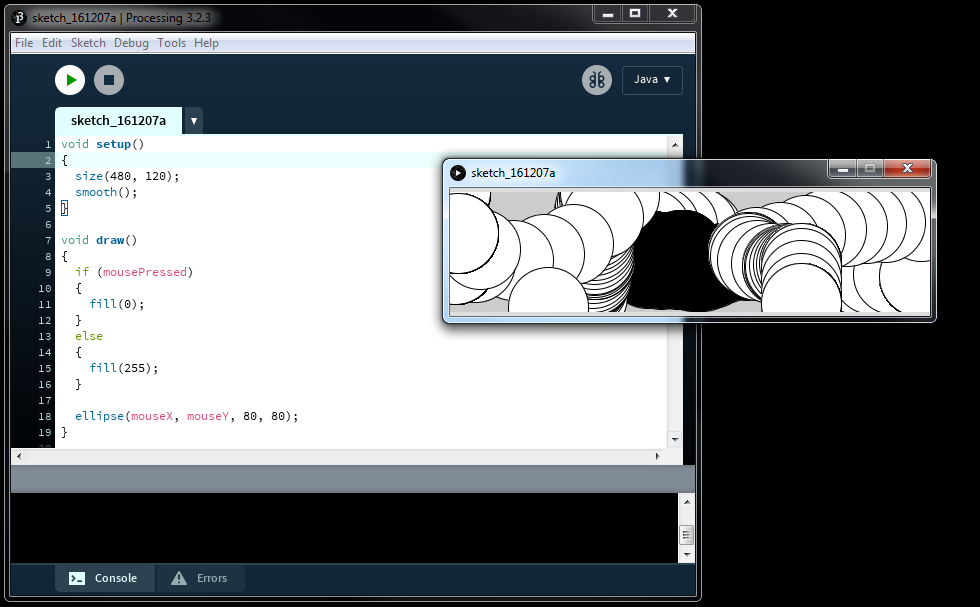 sketch_161207a | Processing 3.2.3
File Edit Sketch Debug Tools Help
Java ▾
sketch_161207a ▾
1 void setup()
2 {
3   size(480, 120);
4   smooth();
5 }
6
7 void draw()
8 {
9   if (mousePressed)
10   {
11     fill(0);
12   }
13   else
14   {
15     fill(255);
16   }
17
18   ellipse(mouseX, mouseY, 80, 80);
19 }
sketch_161207a
Console
Errors